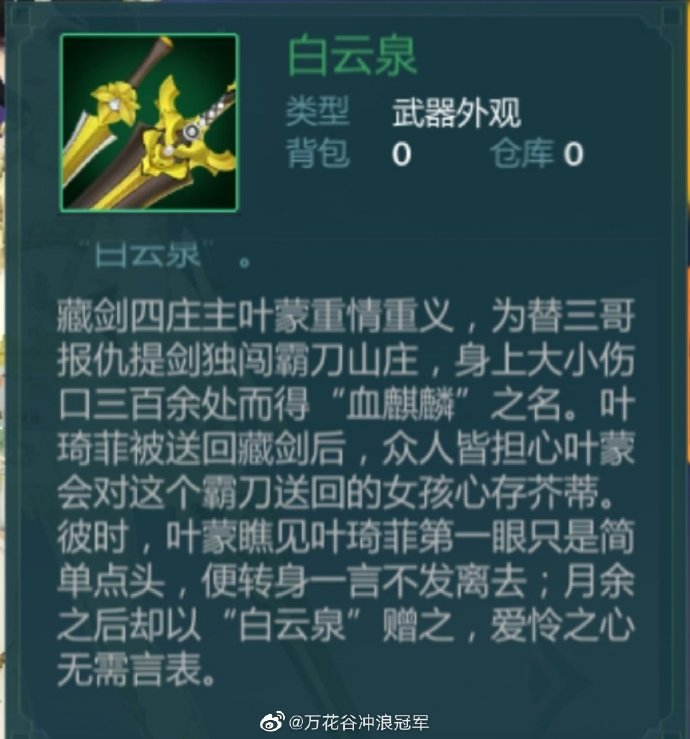 白云泉
类型 武器外观
背包 0 仓库 0
“白云泉”。
藏剑四庄主叶蒙重情重义，为替三哥
报仇提剑独闯霸刀山庄，身上大小伤
口三百余处而得“血麒麟”之名。叶
琦菲被送回藏剑后，众人皆担心叶蒙
会对这个霸刀送回的女孩心存芥蒂。
彼时，叶蒙瞧见叶琦菲第一眼只是简
单点头，便转身一言不发离去；月余
之后却以“白云泉”赠之，爱怜之心
无需言表。
@万花谷冲浪冠军